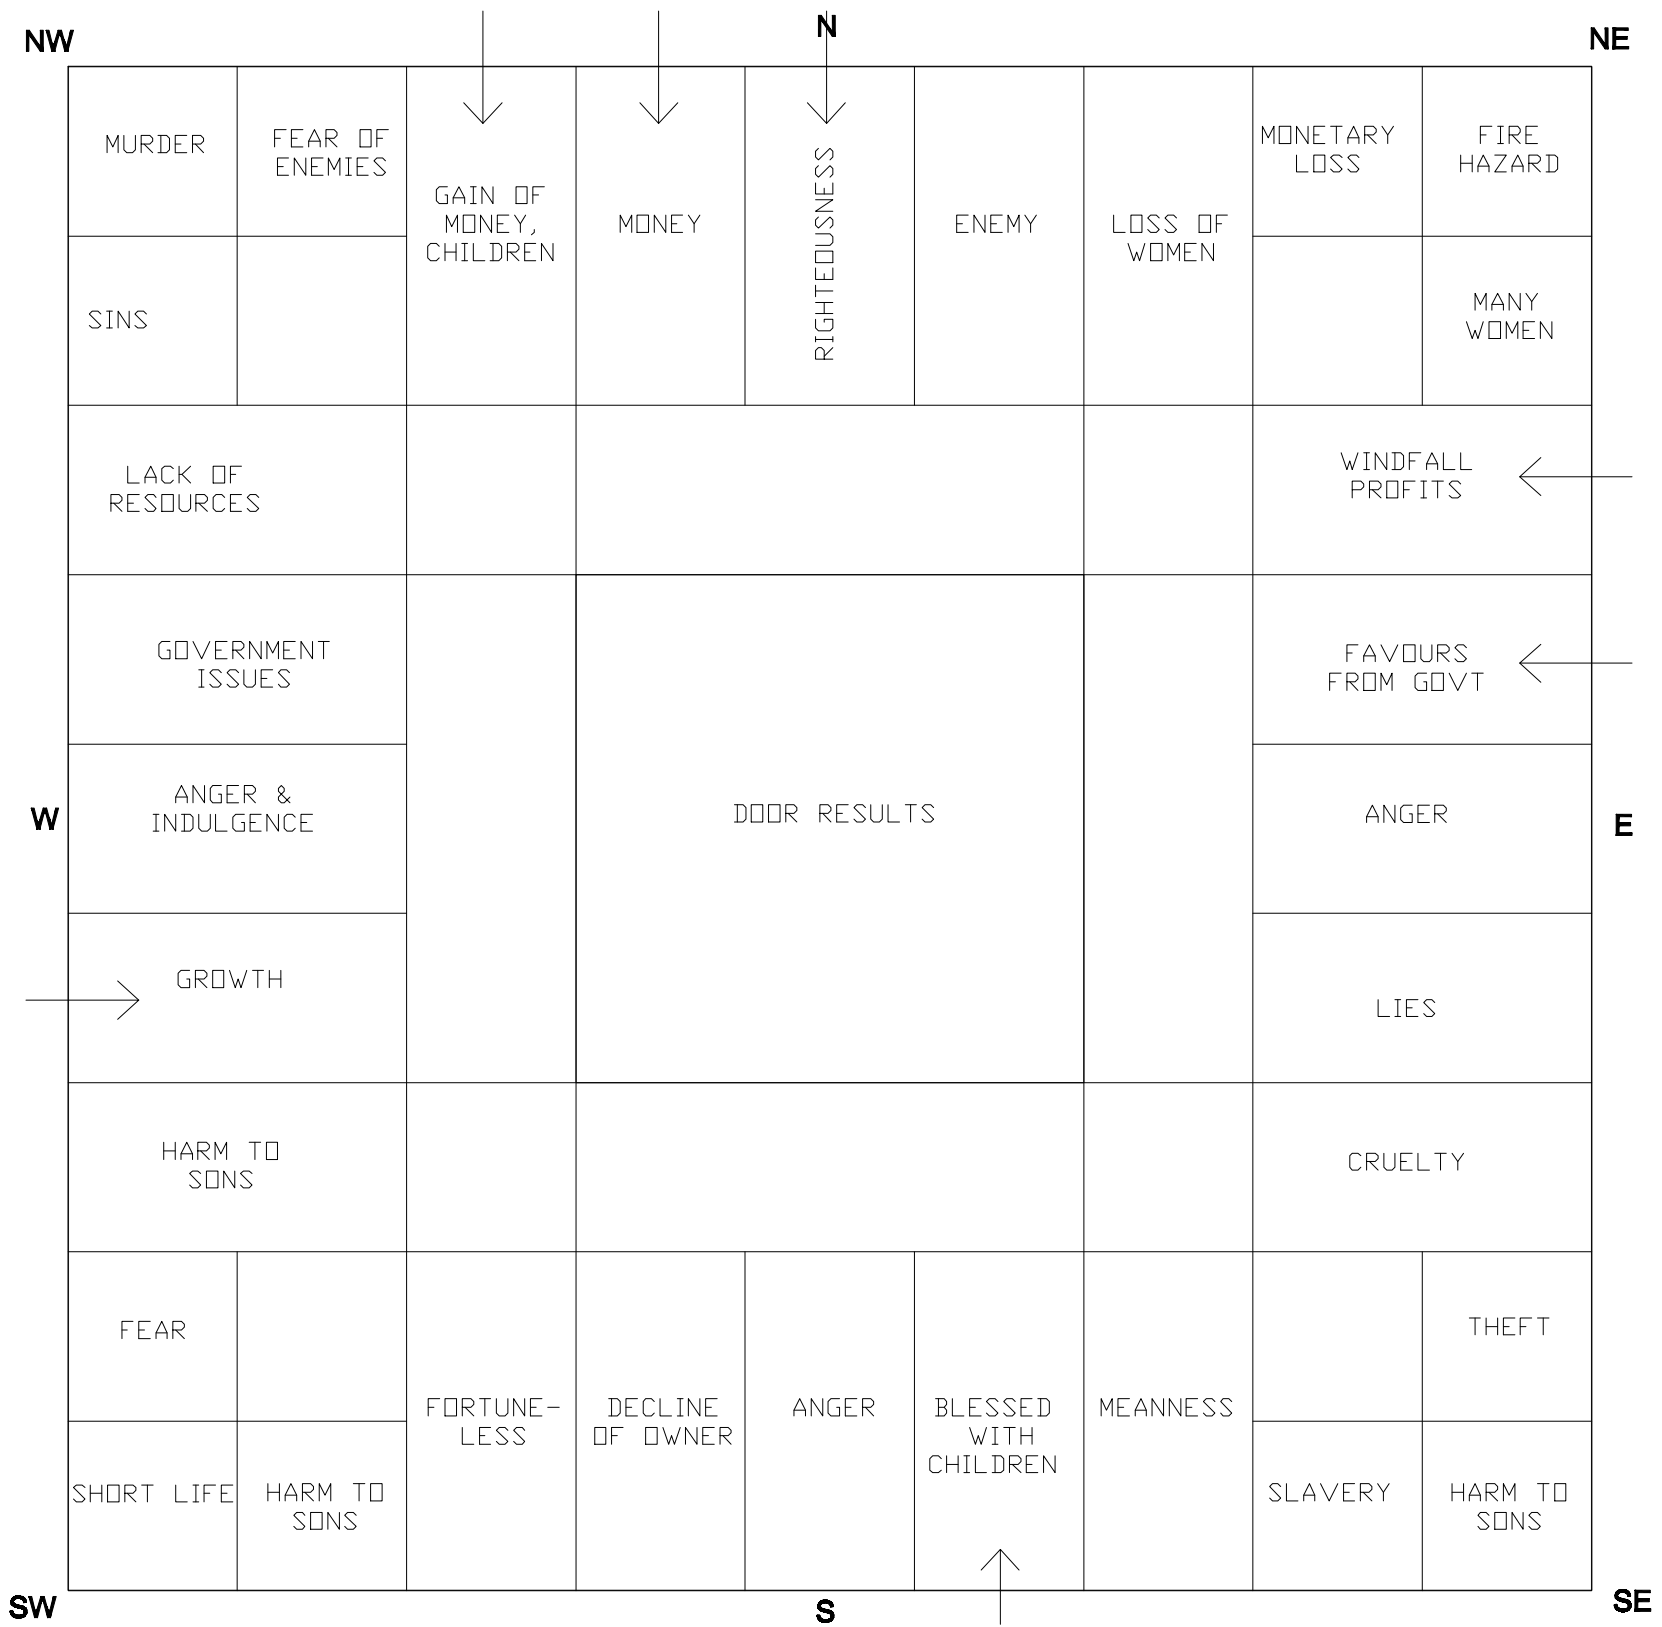 NW
N
NE
MURDER
FEAR OF
ENEMIES
GAIN OF
MONEY,
CHILDREN
MONEY
RIGHTEOUSNESS
ENEMY
LOSS OF
WOMEN
MONETARY
LOSS
FIRE
HAZARD
SINS
MANY
WOMEN
LACK OF
RESOURCES
WINDFALL
PROFITS
GOVERNMENT
ISSUES
FAVOURS
FROM GOVT
W
ANGER &
INDULGENCE
DOOR RESULTS
ANGER
E
GROWTH
LIES
HARM TO
SONS
CRUELTY
FEAR
THEFT
FORTUNE-
LESS
DECLINE
OF OWNER
ANGER
BLESSED
WITH
CHILDREN
MEANNESS
SHORT LIFE
HARM TO
SONS
SLAVERY
HARM TO
SONS
SW
S
SE